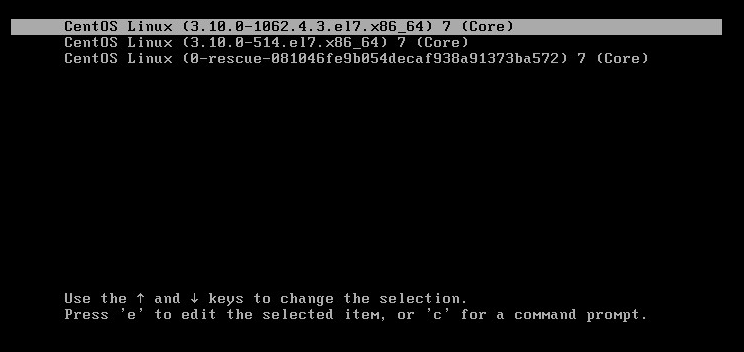 CentOS Linux (3.10.0-1062.4.3.el7.x86_64) 7 (Core)
CentOS Linux (3.10.0-514.el7.x86_64) 7 (Core)
CentOS Linux (0-rescue-081046fe9b054decaf938a91373ba572) 7 (Core)
Use the ↑ and ↓ keys to change the selection.
Press 'e' to edit the selected item, or 'c' for a command prompt.